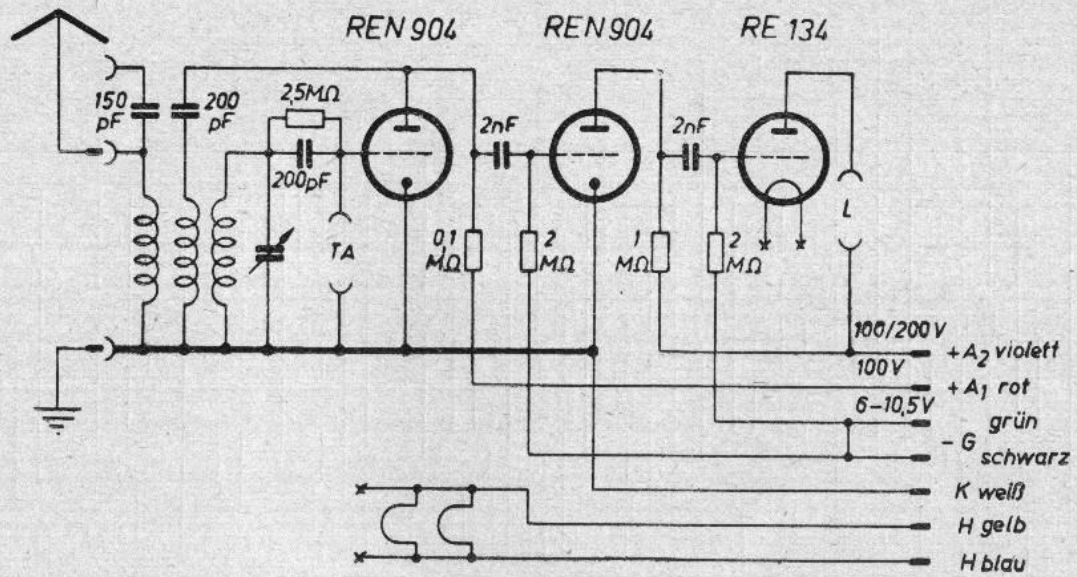 REN 904
REN 904
RE 134
150 pF
200 pF
2,5MΩ
200pF
TA
2nF
0,1 MΩ
2 MΩ
2nF
1 MΩ
2 MΩ
L
100/200 V
+A2 violett
100 V
+A1 rot
6-10,5V
grün
- G
schwarz
K weiß
H gelb
H blau